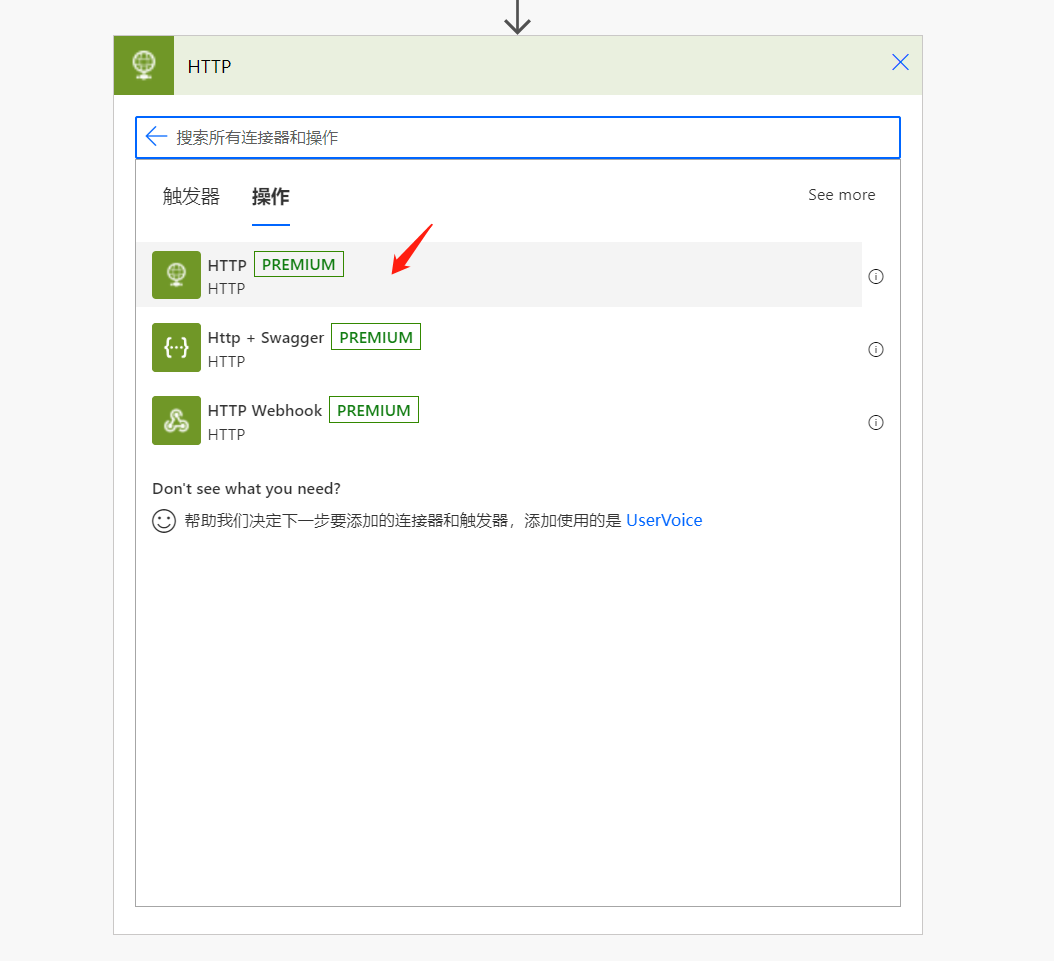 HTTP
搜索所有连接器和操作
触发器 操作 See more
HTTP PREMIUM
HTTP
Http + Swagger PREMIUM
HTTP
HTTP Webhook PREMIUM
HTTP
Don't see what you need?
帮助我们决定下一步要添加的连接器和触发器，添加使用的是 UserVoice